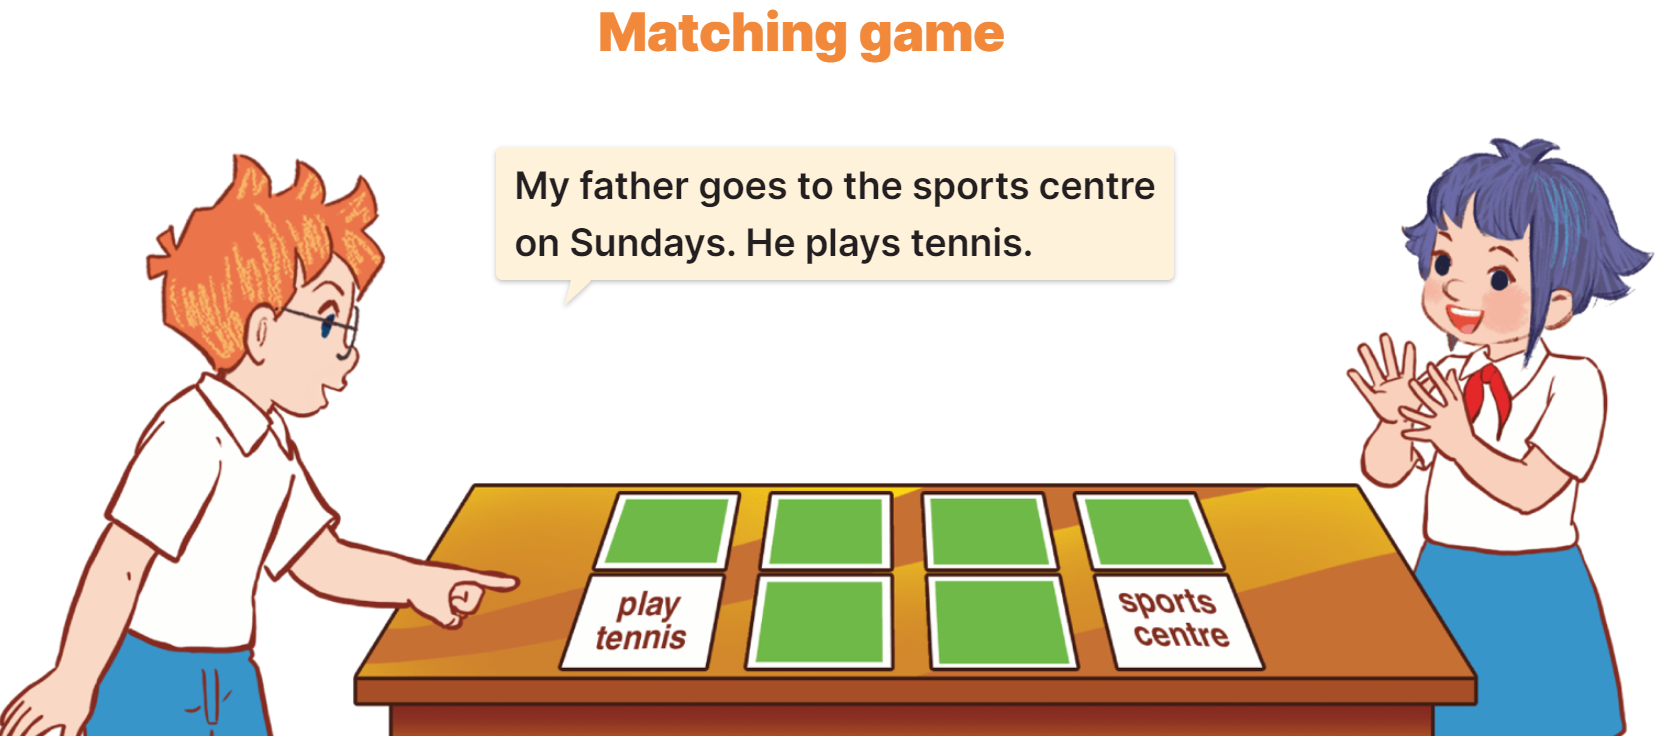 Matching game
My father goes to the sports centre
on Sundays. He plays tennis.
play
tennis
sports
centre